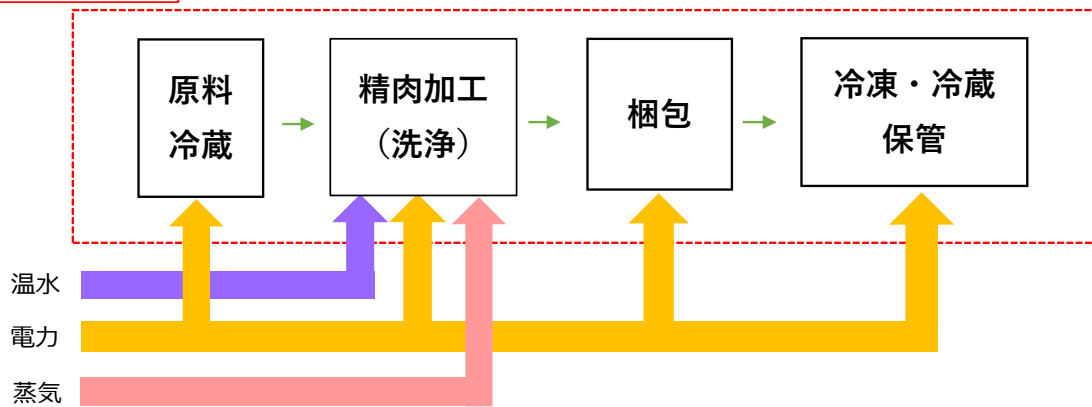 原料
冷蔵
精肉加工
（洗浄）
梱包
冷凍・冷蔵
保管
温水
電力
蒸気